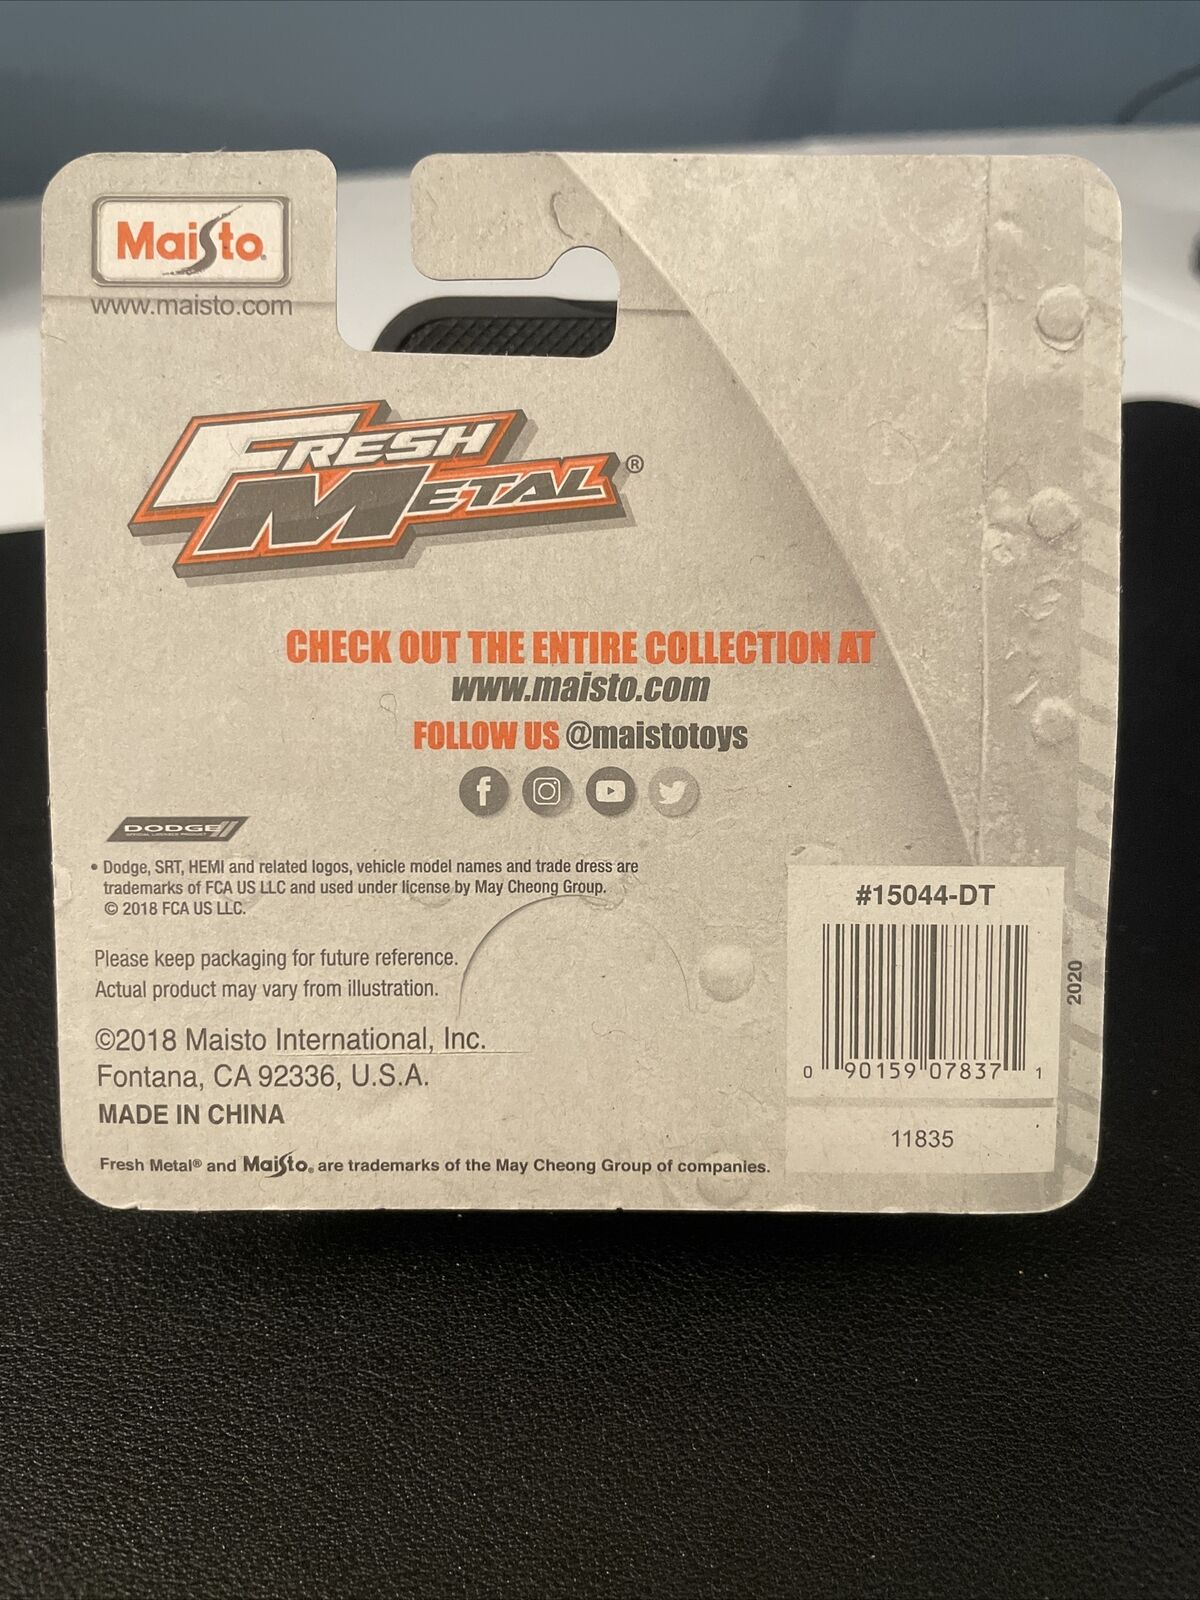 Maisto
www.maisto.com
FRESH
METAL®
CHECK OUT THE ENTIRE COLLECTION AT
www.maisto.com
FOLLOW US @maistotoys
DODGE
OFFICIAL LICENSED PRODUCT
• Dodge, SRT, HEMI and related logos, vehicle model names and trade dress are
trademarks of FCA US LLC and used under license by May Cheong Group.
© 2018 FCA US LLC.
Please keep packaging for future reference.
Actual product may vary from illustration.
©2018 Maisto International, Inc.
Fontana, CA 92336, U.S.A.
MADE IN CHINA
Fresh Metal® and Maisto® are trademarks of the May Cheong Group of companies.
#15044-DT
0 90159 07837 1
11835
2020